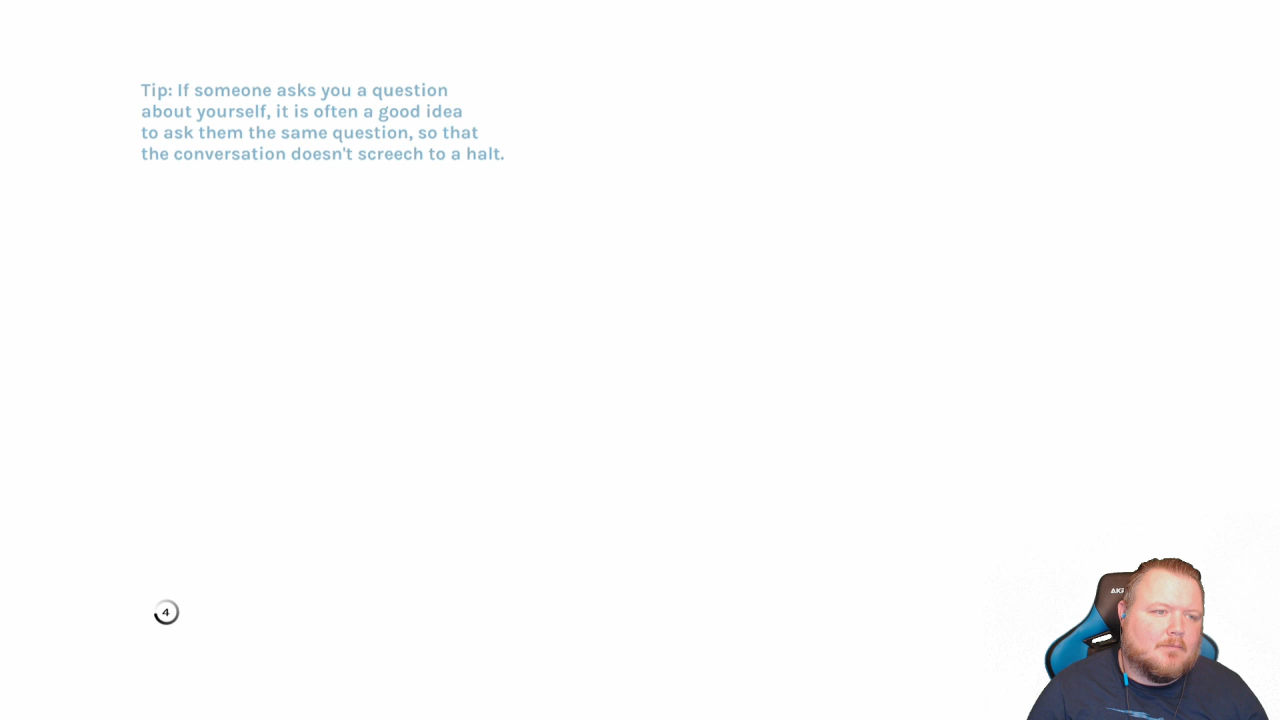 Tip: If someone asks you a question
about yourself, it is often a good idea
to ask them the same question, so that
the conversation doesn't screech to a halt.
4